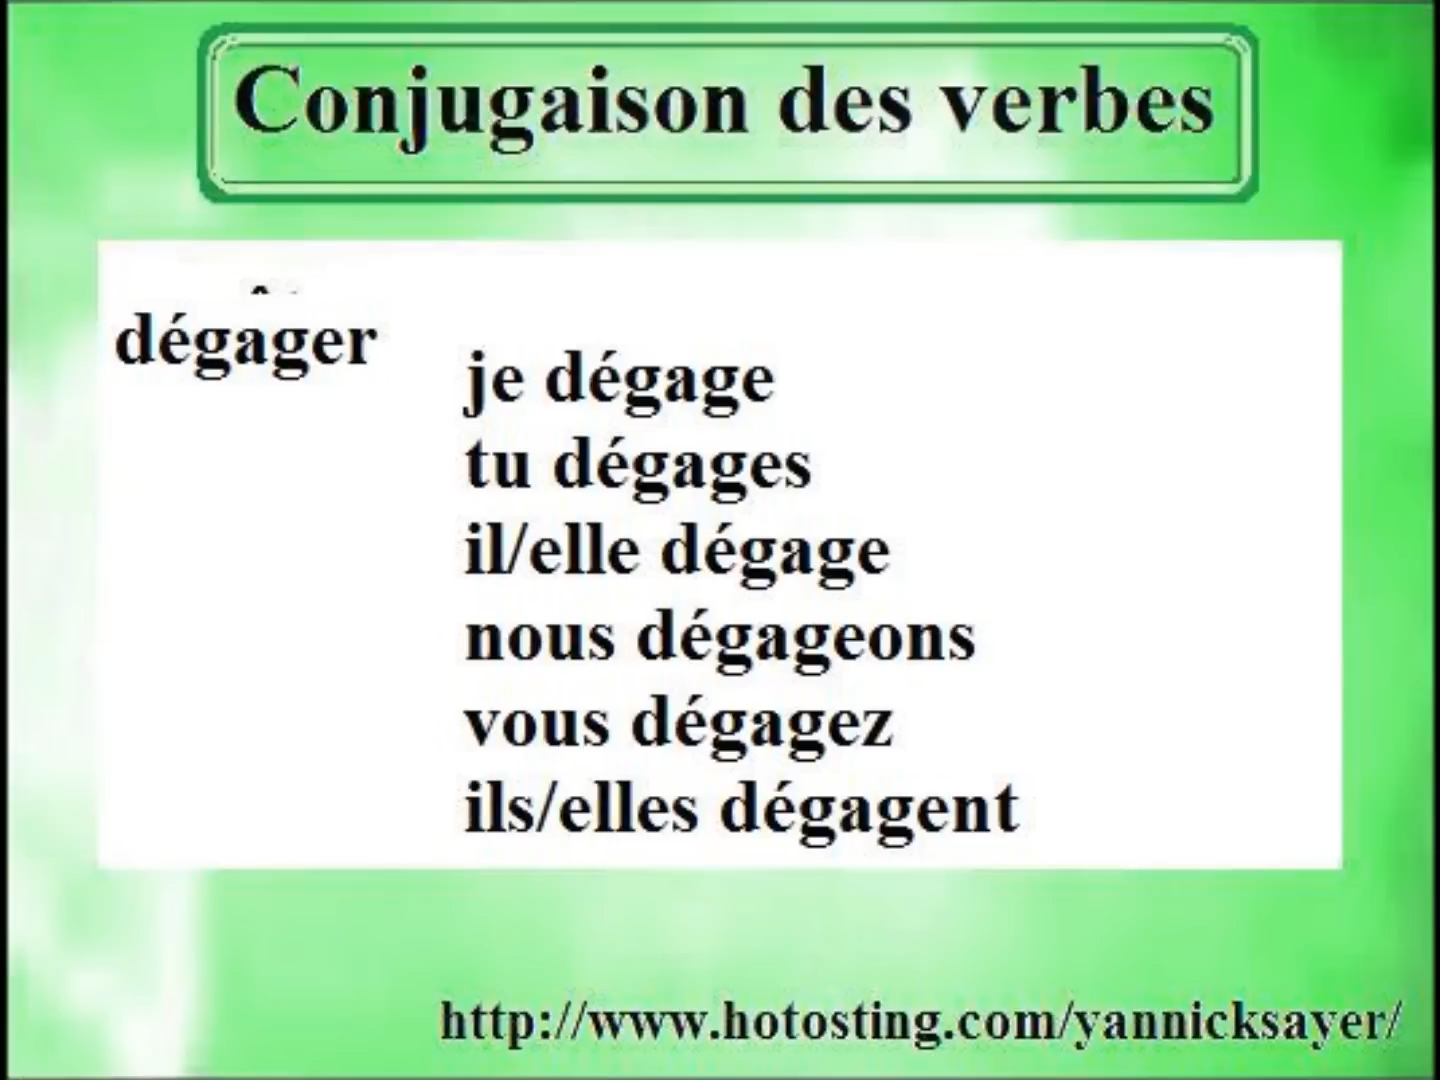 Conjugaison des verbes
dégager
je dégage
tu dégages
il/elle dégage
nous dégageons
vous dégagez
ils/elles dégagent
http://www.hotosting.com/yannicksayer/